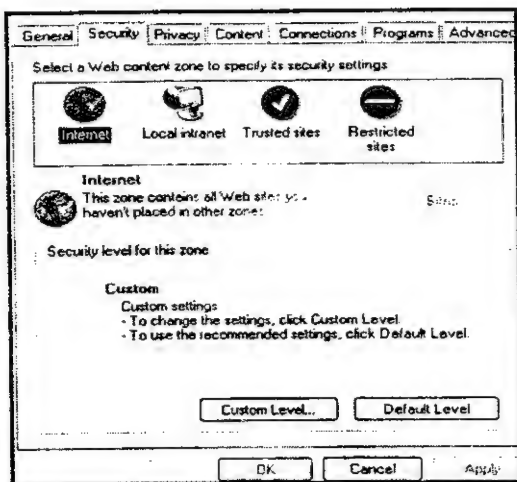 General Security Privacy Content Connections Programs Advanced
Select a Web content zone to specify its security settings
Internet Local intranet Trusted sites Restricted sites
Internet
This zone contains all Web sites you
haven't placed in other zones
Sites
Security level for this zone
Custom
Custom settings
- To change the settings, click Custom Level.
- To use the recommended settings, click Default Level.
Custom Level... Default Level
OK Cancel Apply